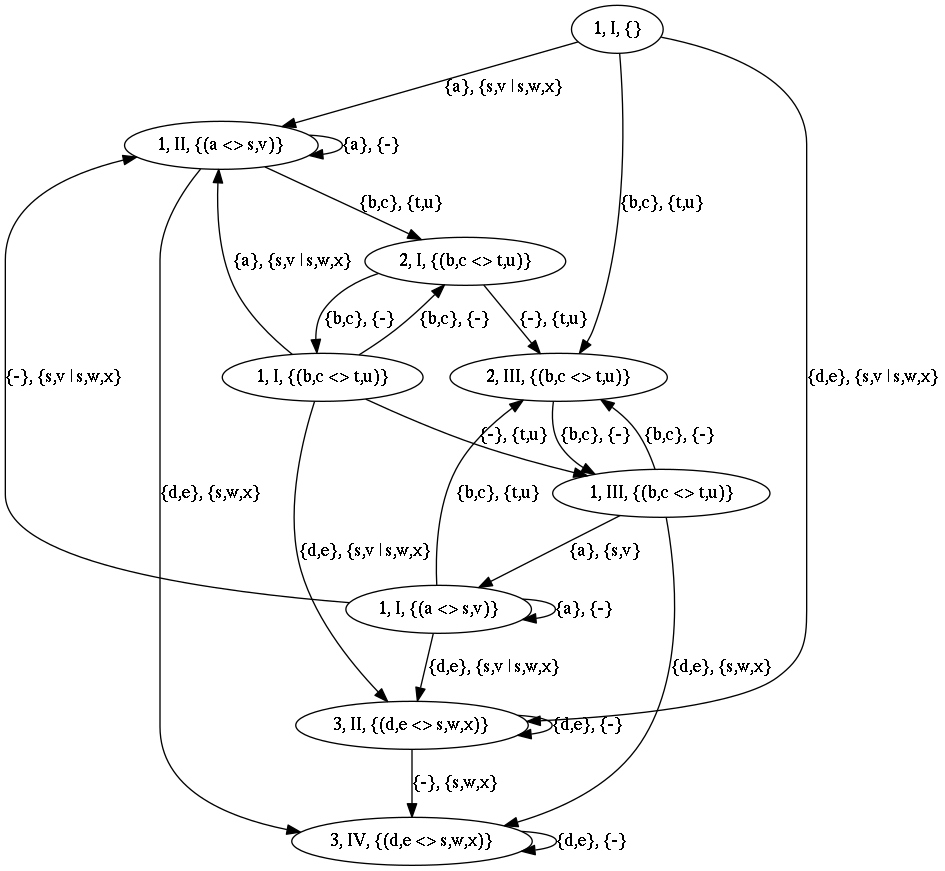 1, I, {}
{a}, {s,v | s,w,x}
1, II, {(a <> s,v)}
{a}, {-}
{b,c}, {t,u}
{b,c}, {t,u}
2, I, {(b,c <> t,u)}
{a}, {s,v | s,w,x}
{b,c}, {-}
{b,c}, {-}
{-}, {t,u}
{-}, {s,v | s,w,x}
1, I, {(b,c <> t,u)}
2, III, {(b,c <> t,u)}
{d,e}, {s,v | s,w,x}
{-}, {t,u}
{b,c}, {-}
{b,c}, {-}
{d,e}, {s,w,x}
{b,c}, {t,u}
1, III, {(b,c <> t,u)}
{d,e}, {s,v | s,w,x}
{a}, {s,v}
1, I, {(a <> s,v)}
{a}, {-}
{d,e}, {s,v | s,w,x}
{d,e}, {s,w,x}
3, II, {(d,e <> s,w,x)}
{d,e}, {-}
{-}, {s,w,x}
3, IV, {(d,e <> s,w,x)}
{d,e}, {-}